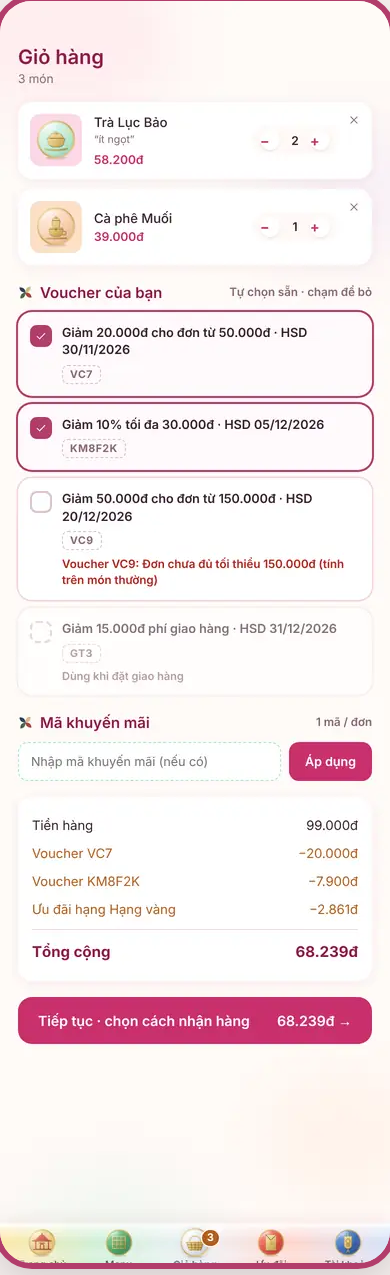 Giỏ hàng
3 món
Trà Lục Bảo
"ít ngọt"
58.200đ
− 2 +
×
Cà phê Muối
39.000đ
− 1 +
×
Voucher của bạn
Tự chọn sẵn · chạm để bỏ
Giảm 20.000đ cho đơn từ 50.000đ · HSD
30/11/2026
VC7
Giảm 10% tối đa 30.000đ · HSD 05/12/2026
KM8F2K
Giảm 50.000đ cho đơn từ 150.000đ · HSD
20/12/2026
VC9
Voucher VC9: Đơn chưa đủ tối thiểu 150.000đ (tính
trên món thường)
Giảm 15.000đ phí giao hàng · HSD 31/12/2026
GT3
Dùng khi đặt giao hàng
Mã khuyến mãi
1 mã / đơn
Nhập mã khuyến mãi (nếu có)
Áp dụng
Tiền hàng 99.000đ
Voucher VC7 −20.000đ
Voucher KM8F2K −7.900đ
Ưu đãi hạng Hạng vàng −2.861đ
Tổng cộng 68.239đ
Tiếp tục · chọn cách nhận hàng 68.239đ →
3